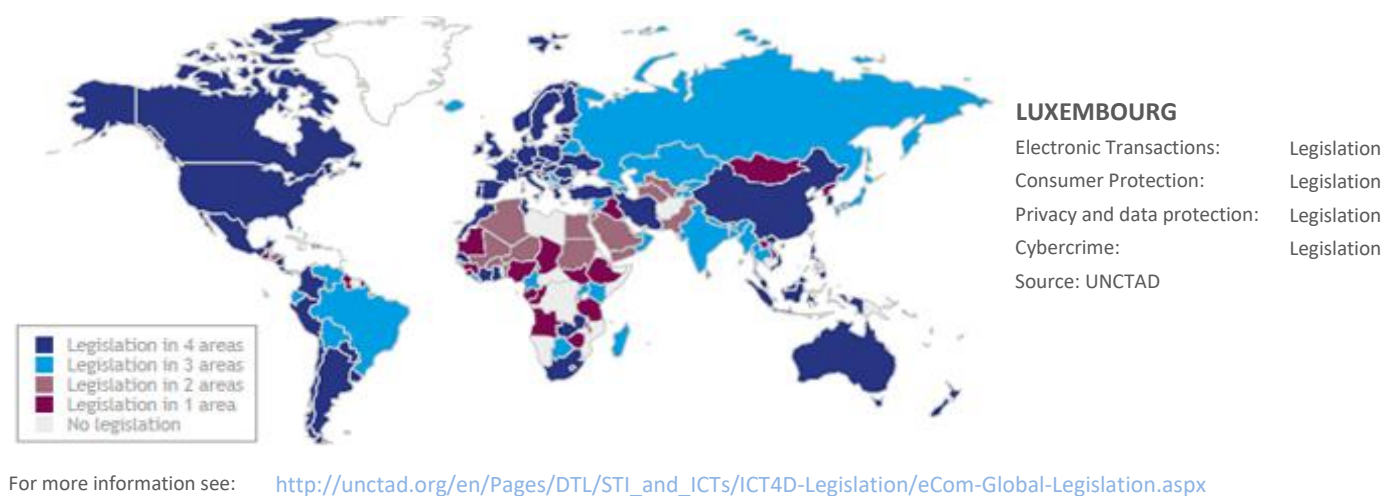 LUXEMBOURG
Electronic Transactions: Legislation
Consumer Protection: Legislation
Privacy and data protection: Legislation
Cybercrime: Legislation
Source: UNCTAD
Legislation in 4 areas
Legislation in 3 areas
Legislation in 2 areas
Legislation in 1 area
No legislation
For more information see: http://unctad.org/en/Pages/DTL/STI_and_ICTs/ICT4D-Legislation/eCom-Global-Legislation.aspx